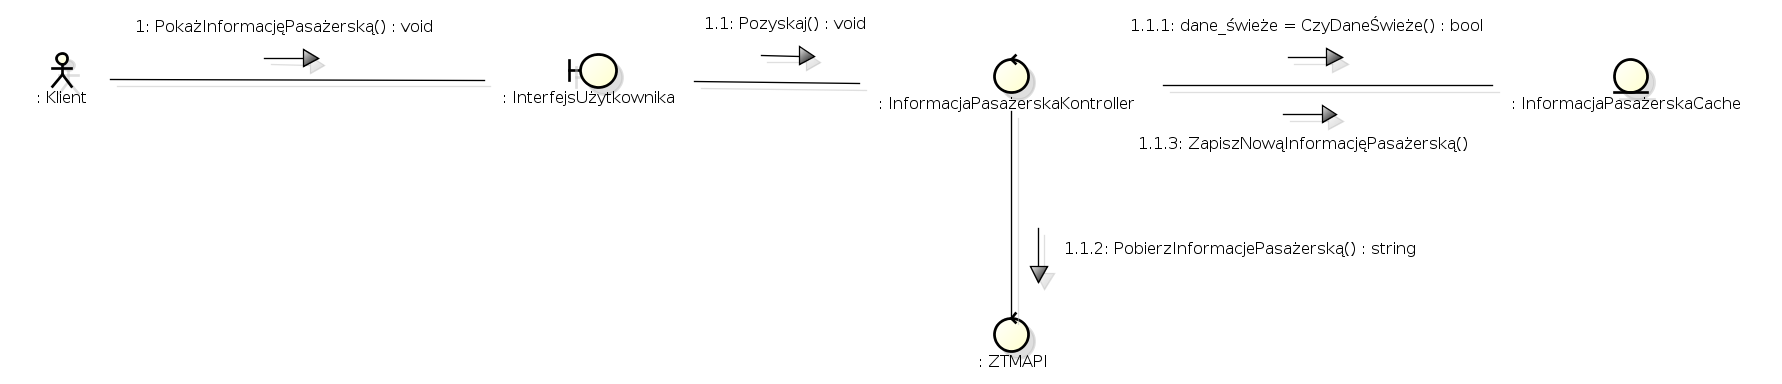 1: PokażInformacjęPasażerską() : void
1.1: Pozyskaj() : void
1.1.1: dane_świeże = CzyDaneŚwieże() : bool
: Klient
: InterfejsUżytkownika
: InformacjaPasażerskaKontroller
: InformacjaPasażerskaCache
1.1.3: ZapiszNowąInformacjęPasażerską()
1.1.2: PobierzInformacjePasażerską() : string
: ZTMAPI